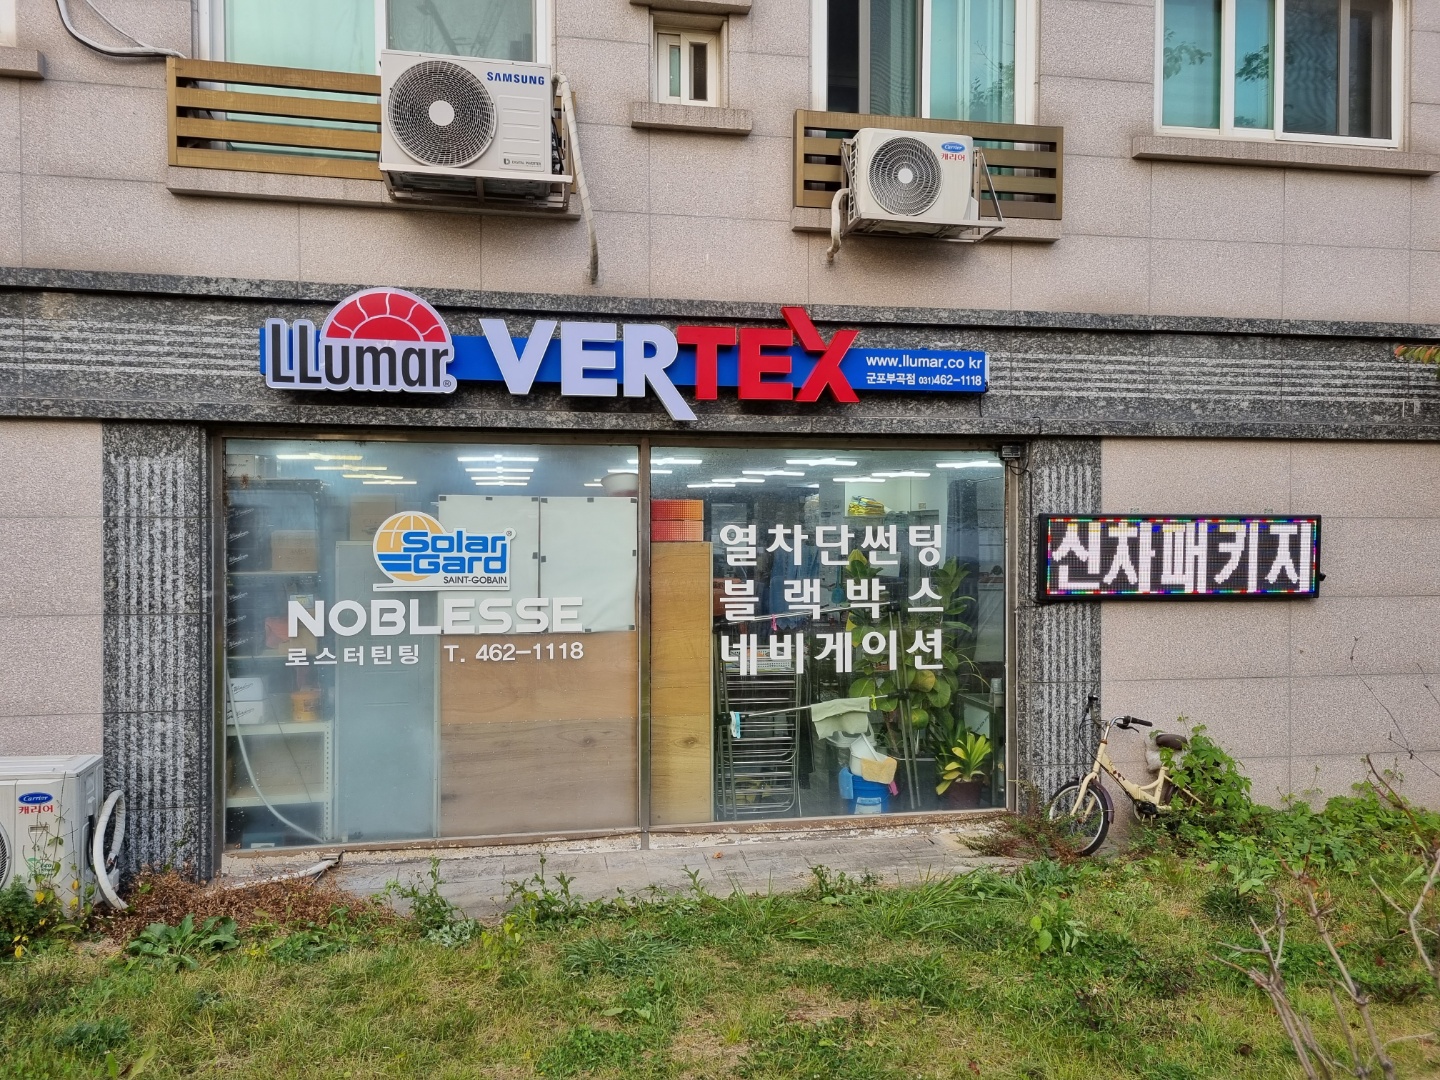 SAMSUNG
Carrier
캐리어
LLumar®
VERTEX
www.llumar.co kr
군포부곡점 031)462-1118
Solar Gard®
SAINT-GOBAIN
NOBLESSE
로스터틴팅 T. 462-1118
열차단썬팅
블랙박스
네비게이션
신차패키지
Carrier
캐리어